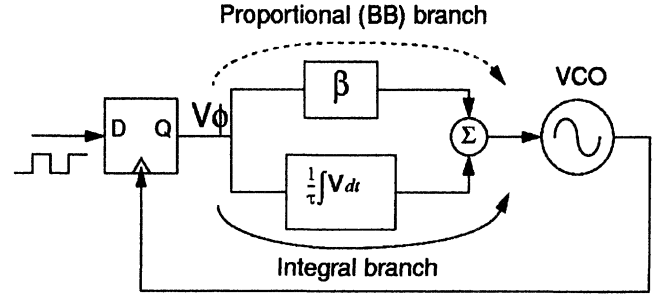 Proportional (BB) branch
VCO
β
D Q Vϕ
Σ
1/τ ∫V dt
Integral branch